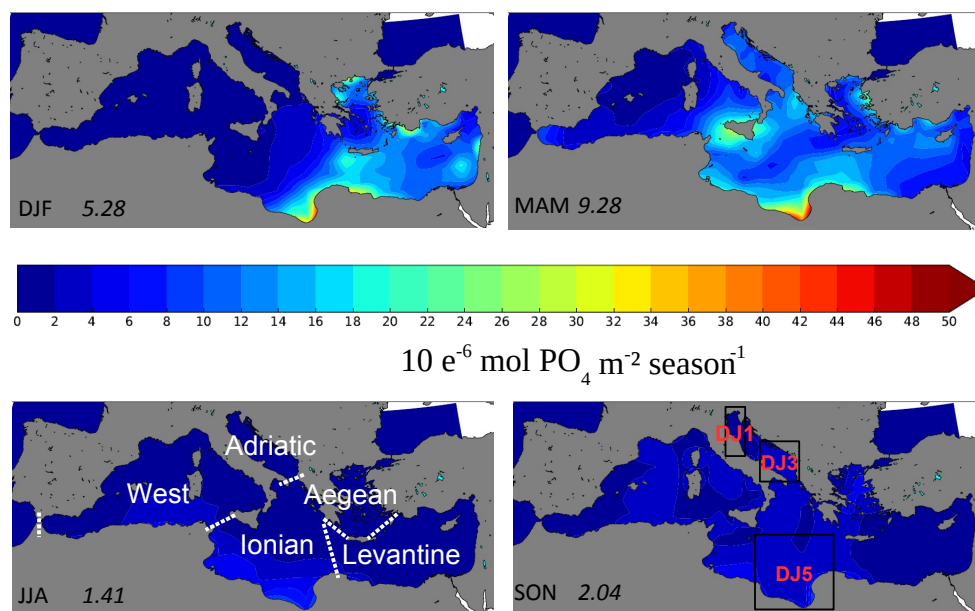 DJF 5.28
MAM 9.28
0 2 4 6 8 10 12 14 16 18 20 22 24 26 28 30 32 34 36 38 40 42 44 46 48 50
10 e⁻⁶ mol PO₄ m⁻² season⁻¹
Adriatic
West
Aegean
Ionian
Levantine
JJA 1.41
DJ1
DJ3
DJ5
SON 2.04